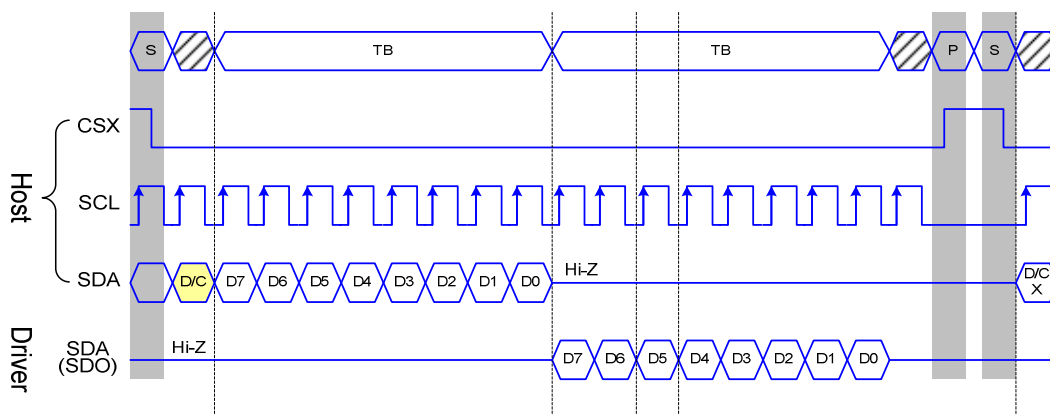 S TB TB P S
CSX
Host
SCL
SDA D/C D7 D6 D5 D4 D3 D2 D1 D0 Hi-Z D/C
X
Driver
SDA
(SDO) Hi-Z D7 D6 D5 D4 D3 D2 D1 D0